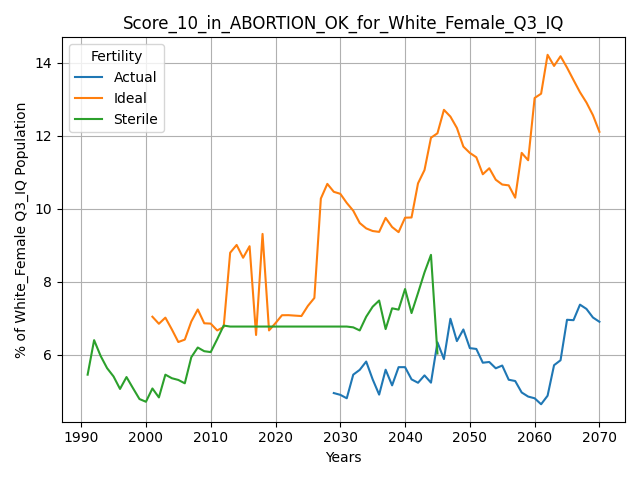 Score_10_in_ABORTION_OK_for_White_Female_Q3_IQ
Fertility
Actual
Ideal
Sterile
% of White_Female Q3_IQ Population
14
12
10
8
6
1990 2000 2010 2020 2030 2040 2050 2060 2070
Years